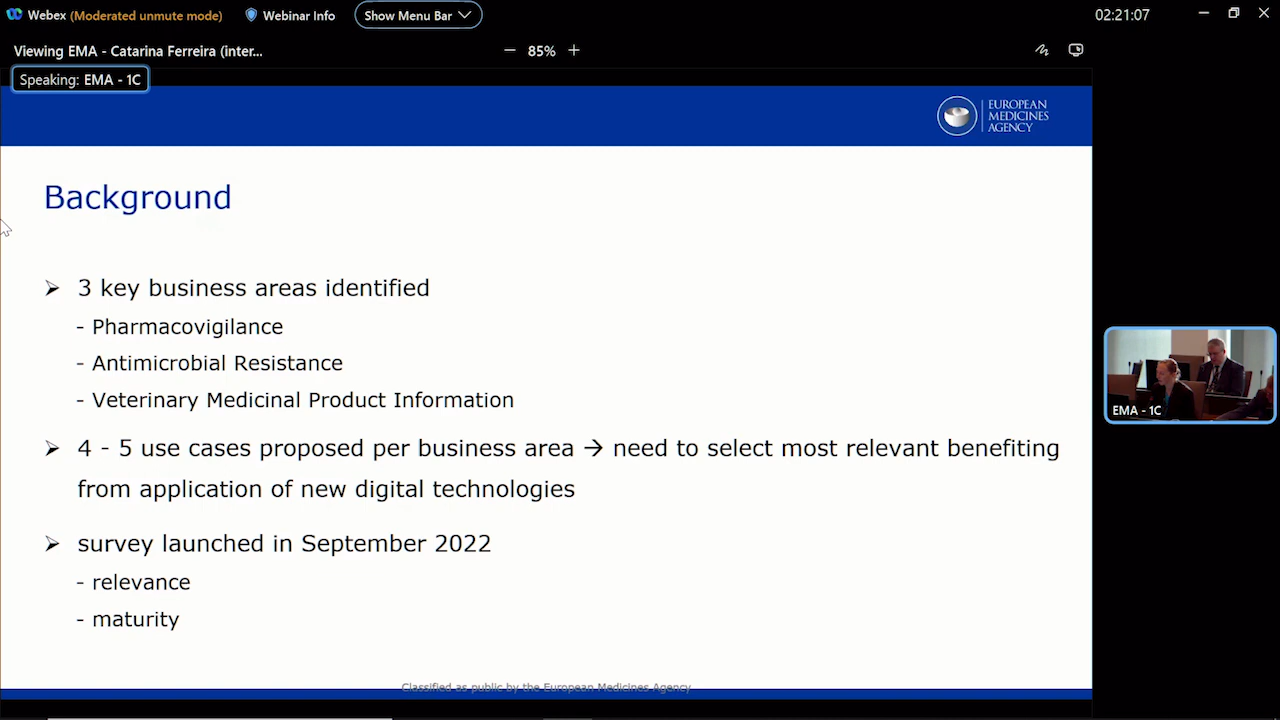 Webex (Moderated unmute mode) Webinar Info Show Menu Bar 02:21:07
Viewing EMA - Catarina Ferreira (inter... 85%
Speaking: EMA - 1C
EUROPEAN
MEDICINES
AGENCY
Background
3 key business areas identified
- Pharmacovigilance
- Antimicrobial Resistance
- Veterinary Medicinal Product Information
4 - 5 use cases proposed per business area → need to select most relevant benefiting
from application of new digital technologies
survey launched in September 2022
- relevance
- maturity
EMA - 1C
Classified as public by the European Medicines Agency